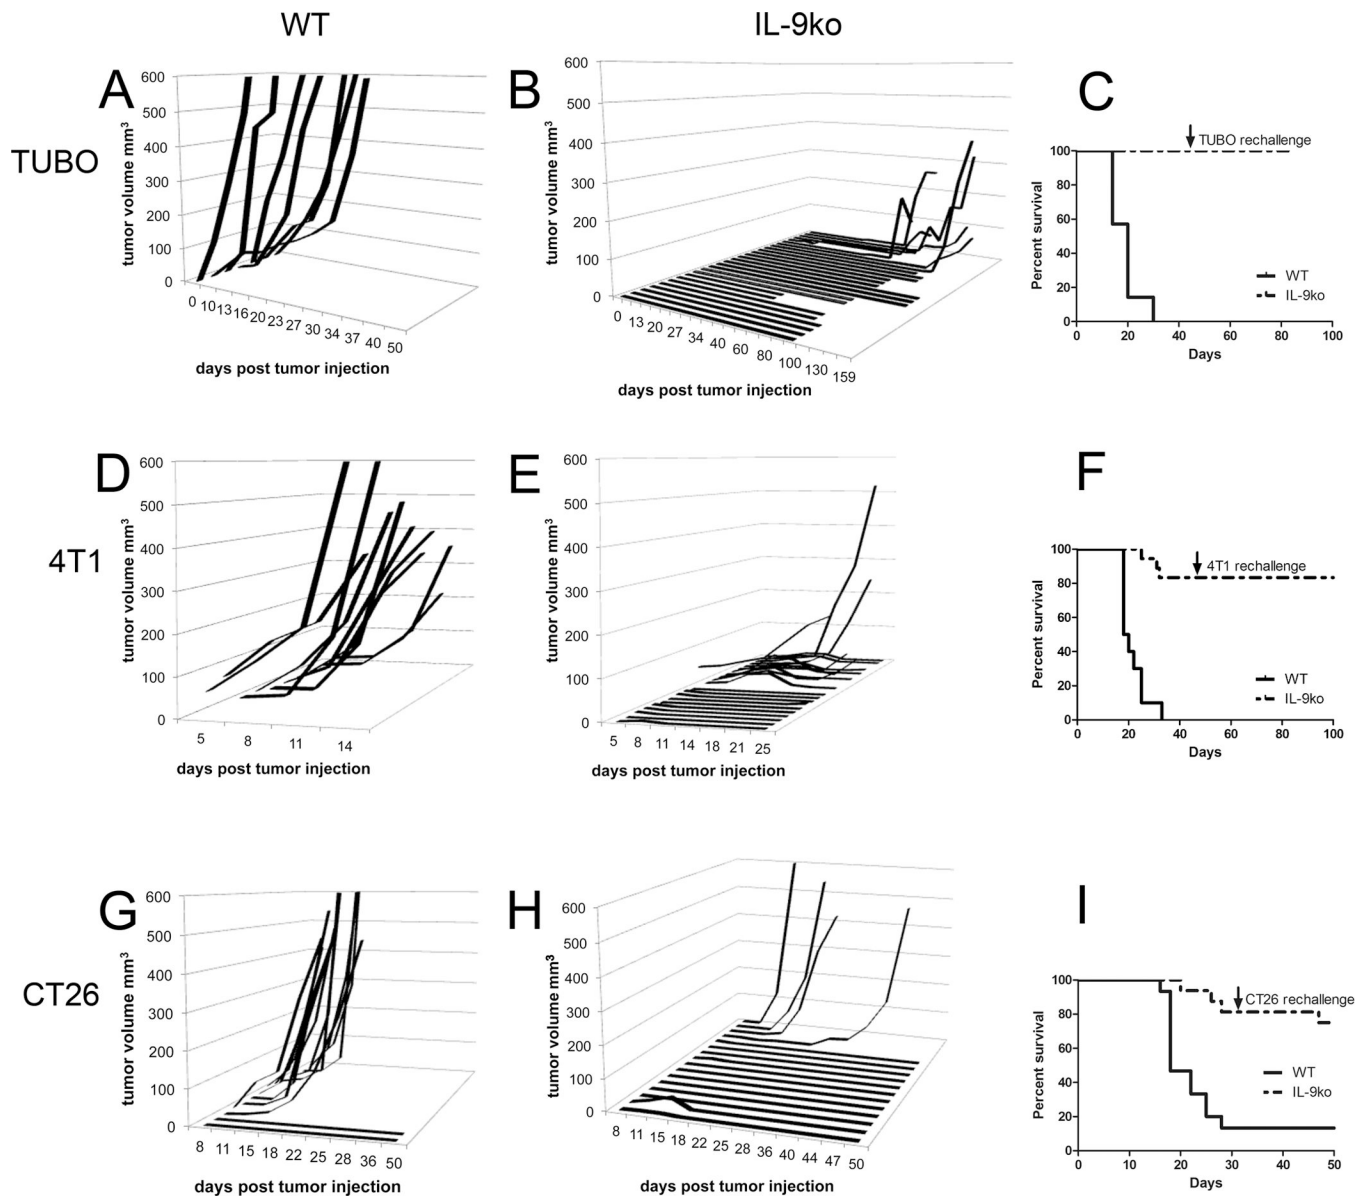 WT
IL-9ko
TUBO
A
tumor volume mm³
600
500
400
300
200
100
0
0 10 13 16 20 23 27 30 34 37 40 50
days post tumor injection
B
tumor volume mm³
600
500
400
300
200
100
0
0 13 20 27 34 40 60 80 100 130 159
days post tumor injection
C
TUBO rechallenge
Percent survival
100
80
60
40
20
0
WT
IL-9ko
0 20 40 60 80 100
Days
4T1
D
tumor volume mm³
600
500
400
300
200
100
0
5 8 11 14
days post tumor injection
E
tumor volume mm³
600
500
400
300
200
100
0
5 8 11 14 18 21 25
days post tumor injection
F
4T1 rechallenge
Percent survival
100
80
60
40
20
0
WT
IL-9ko
0 20 40 60 80 100
Days
CT26
G
tumor volume mm³
600
500
400
300
200
100
0
8 11 15 18 22 25 28 36 50
days post tumor injection
H
tumor volume mm³
600
500
400
300
200
100
0
8 11 15 18 22 25 28 36 40 44 47 50
days post tumor injection
I
CT26 rechallenge
Percent survival
100
80
60
40
20
0
WT
IL-9ko
0 10 20 30 40 50
Days